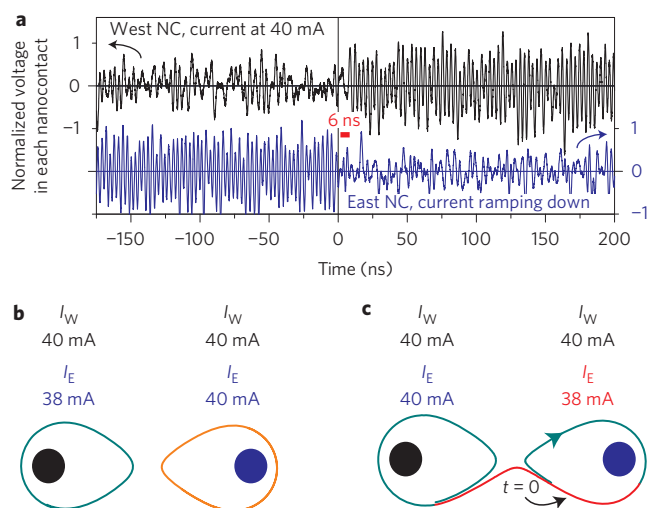 a
West NC, current at 40 mA
Normalized voltage
in each nanocontact
1
0
−1
6 ns
1
0
−1
East NC, current ramping down
−150 −100 −50 0 50 100 150 200
Time (ns)
b
I_W
40 mA
I_W
40 mA
I_E
38 mA
I_E
40 mA
c
I_W
40 mA
I_W
40 mA
I_E
40 mA
I_E
38 mA
t = 0